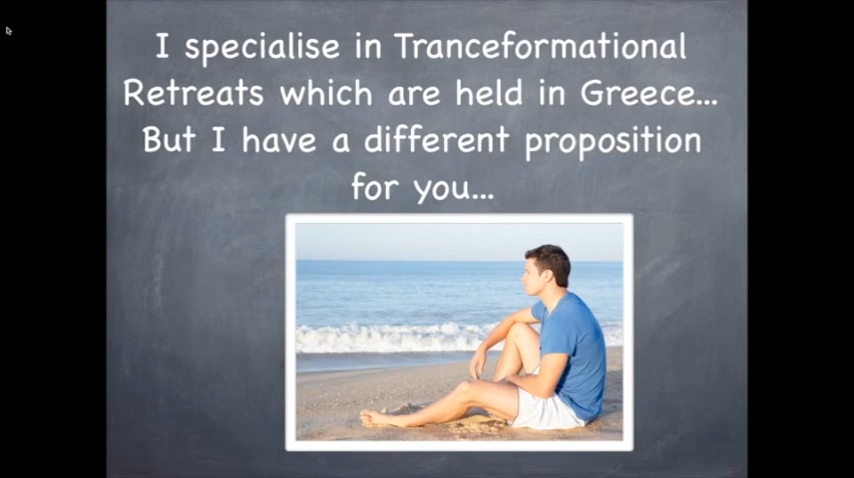 I specialise in Tranceformational
Retreats which are held in Greece...
But I have a different proposition
for you...